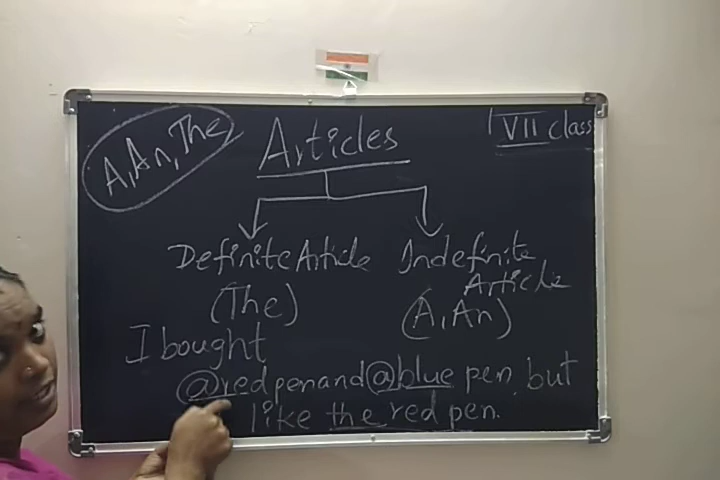 A, An, The
Articles
VII class
Definite Article
(The)
Indefinite
Article
(A, An)
I bought
a red pen and a blue pen, but
like the red pen.